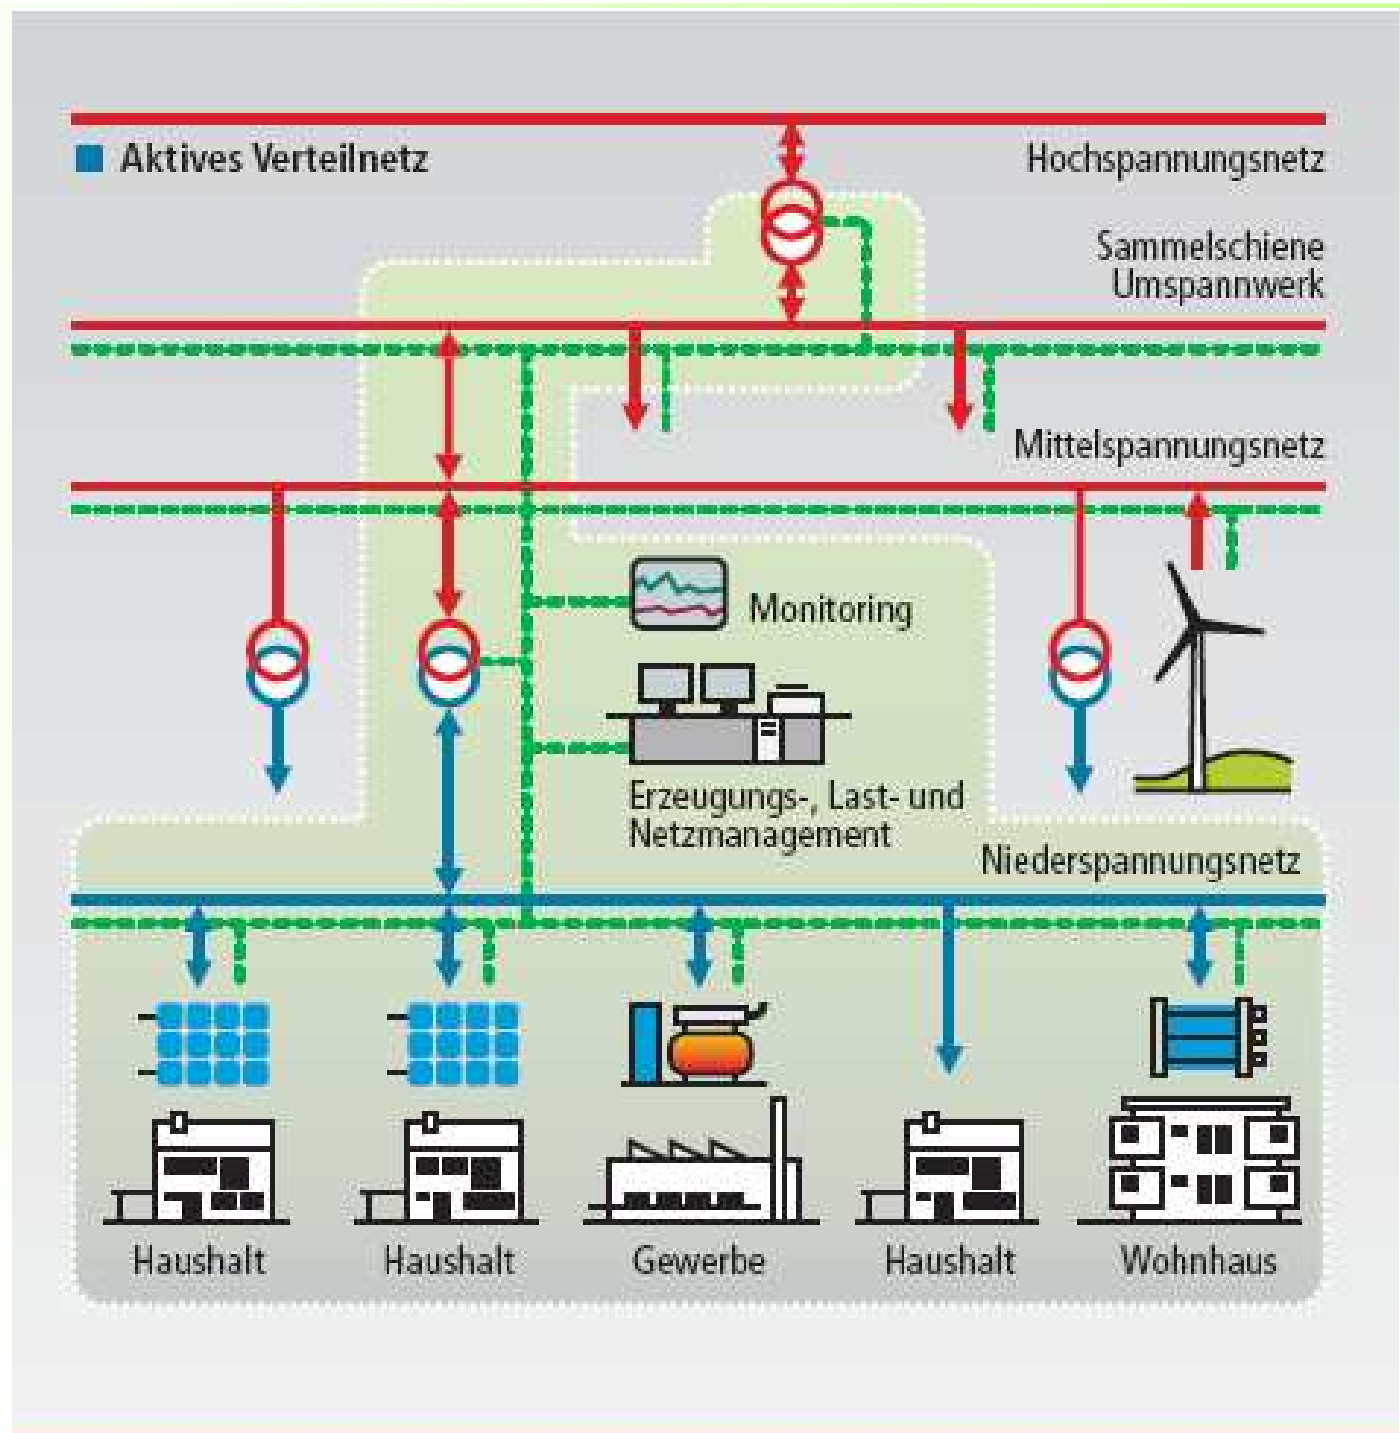 Aktives Verteilnetz
Hochspannungsnetz
Sammelschiene
Umspannwerk
Mittelspannungsnetz
Monitoring
Erzeugungs-, Last- und
Netzmanagement
Niederspannungsnetz
Haushalt
Haushalt
Gewerbe
Haushalt
Wohnhaus